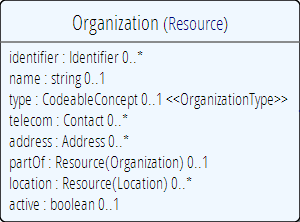 Organization (Resource)
identifier : Identifier 0..*
name : string 0..1
type : CodeableConcept 0..1 <<OrganizationType>>
telecom : Contact 0..*
address : Address 0..*
partOf : Resource(Organization) 0..1
location : Resource(Location) 0..*
active : boolean 0..1